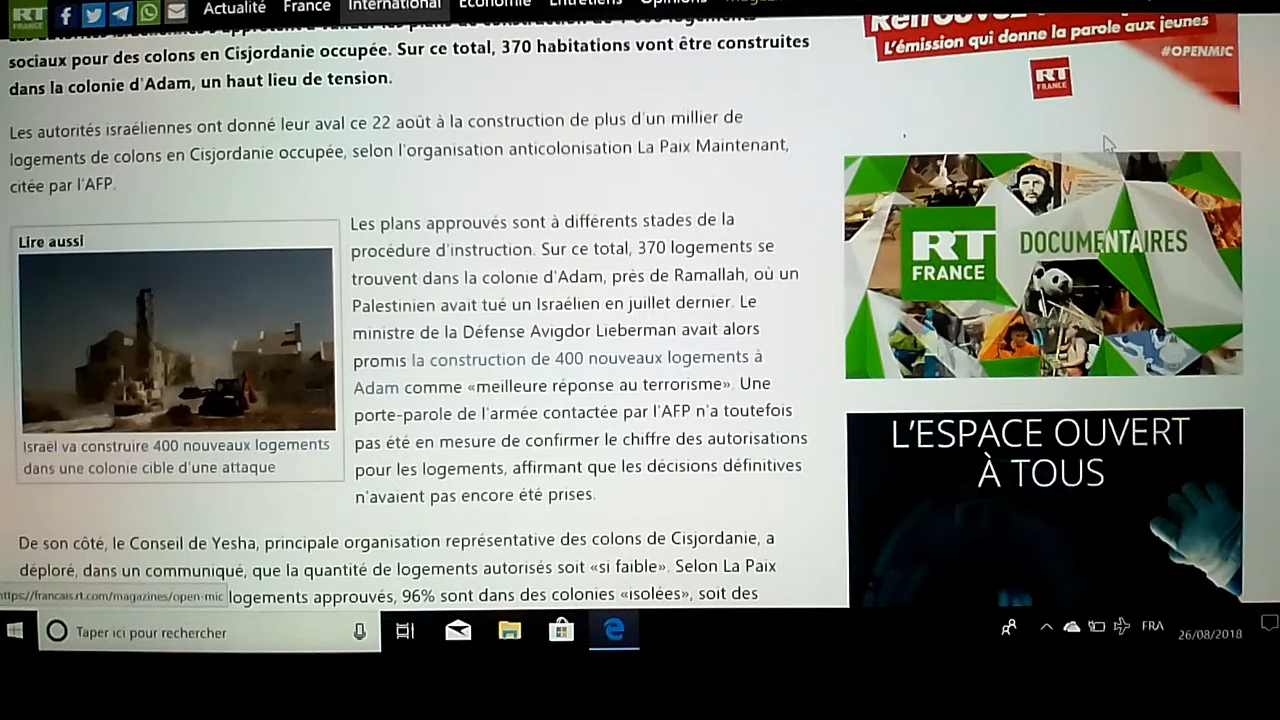 RT
FRANCE
Actualité France International Economie Entretiens Opinions
sociaux pour des colons en Cisjordanie occupée. Sur ce total, 370 habitations vont être construites
dans la colonie d'Adam, un haut lieu de tension.
Les autorités israéliennes ont donné leur aval ce 22 août à la construction de plus d'un millier de
logements de colons en Cisjordanie occupée, selon l'organisation anticolonisation La Paix Maintenant,
citée par l'AFP.
Lire aussi
Israël va construire 400 nouveaux logements
dans une colonie cible d'une attaque
Les plans approuvés sont à différents stades de la
procédure d'instruction. Sur ce total, 370 logements se
trouvent dans la colonie d'Adam, près de Ramallah, où un
Palestinien avait tué un Israélien en juillet dernier. Le
ministre de la Défense Avigdor Lieberman avait alors
promis la construction de 400 nouveaux logements à
Adam comme «meilleure réponse au terrorisme». Une
porte-parole de l'armée contactée par l'AFP n'a toutefois
pas été en mesure de confirmer le chiffre des autorisations
pour les logements, affirmant que les décisions définitives
n'avaient pas encore été prises.
De son côté, le Conseil de Yesha, principale organisation représentative des colons de Cisjordanie, a
déploré, dans un communiqué, que la quantité de logements autorisés soit «si faible». Selon La Paix
logements approuvés, 96% sont dans des colonies «isolées», soit des
https://francais.rt.com/magazines/open-mic
L'émission qui donne la parole aux jeunes
#OPENMIC
RT
FRANCE
RT
FRANCE
DOCUMENTAIRES
L'ESPACE OUVERT
À TOUS
Taper ici pour rechercher
FRA
26/08/2018